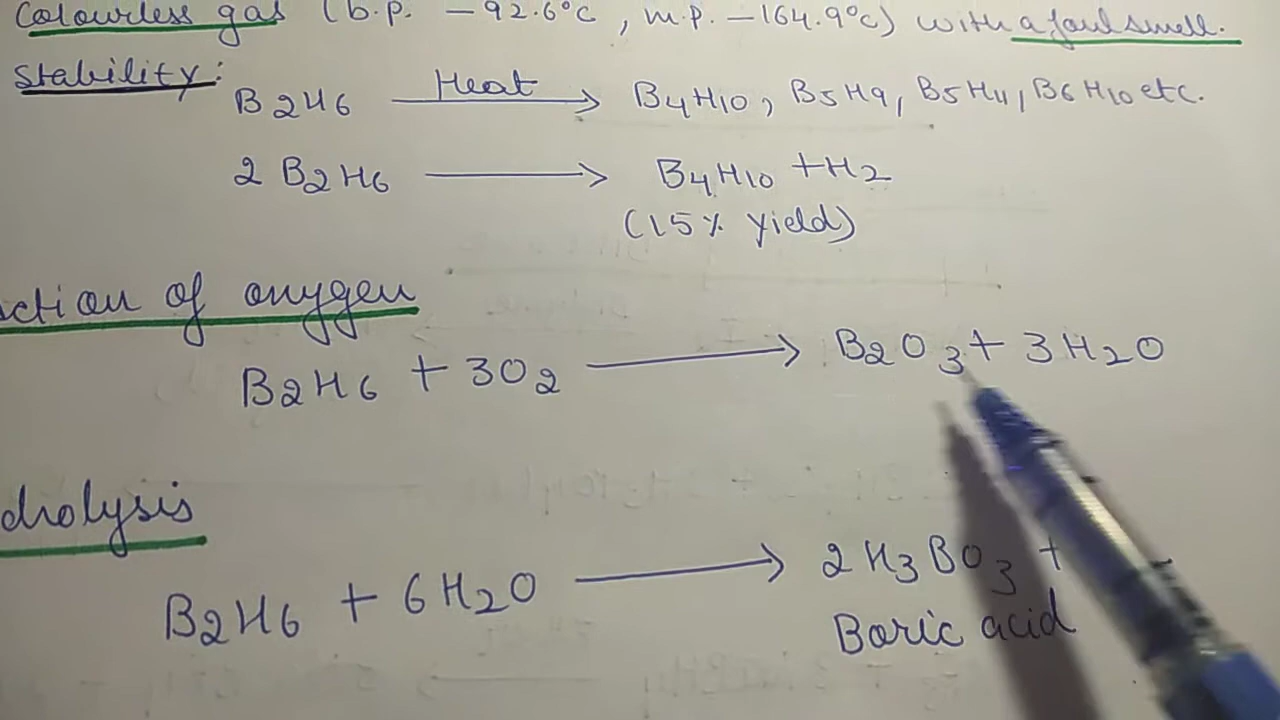 Colourless gas (b.p. -92.6°C, m.p. -164.9°C) with a foul smell.
Stability:
B2H6 Heat → B4H10, B5H9, B5H11, B6H10 etc.
2 B2H6 → B4H10 + H2
(15% yield)
ction of oxygen
B2H6 + 3O2 → B2O3 + 3H2O
drolysis
B2H6 + 6H2O → 2H3BO3 +
Boric acid